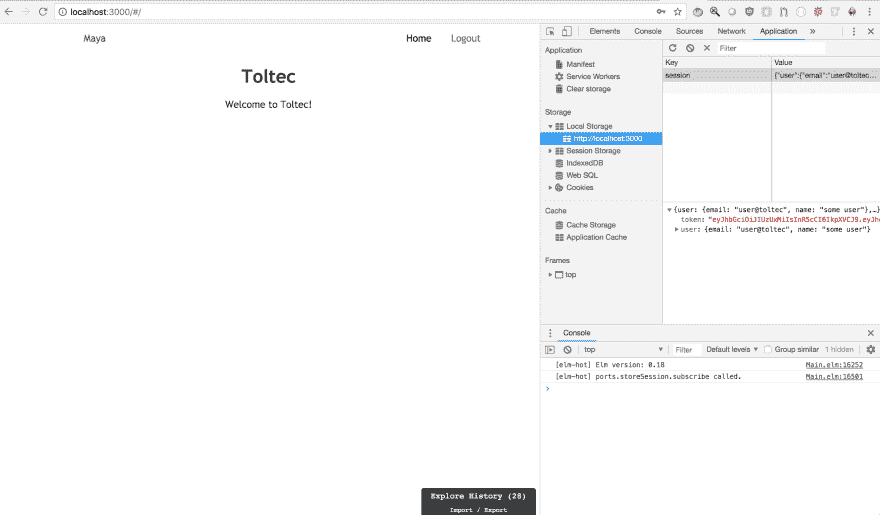 localhost:3000/#/
Maya Home Logout
Toltec
Welcome to Toltec!
Explore History (28)
Import / Export
Elements Console Sources Network Application »
Application
Manifest
Service Workers
Clear storage
Storage
Local Storage
http://localhost:3000
Session Storage
IndexedDB
Web SQL
Cookies
Cache
Cache Storage
Application Cache
Frames
top
Filter
Key Value
session {"user":{"email":"user@toltec...
{user: {email: "user@toltec", name: "some user"},…}
token:
user: {email: "user@toltec", name: "some user"}
Console
top Filter Default levels Group similar 1 hidden
[elm-hot] Elm version: 0.18 Main.elm:16252
[elm-hot] ports.storeSession.subscribe called. Main.elm:16501